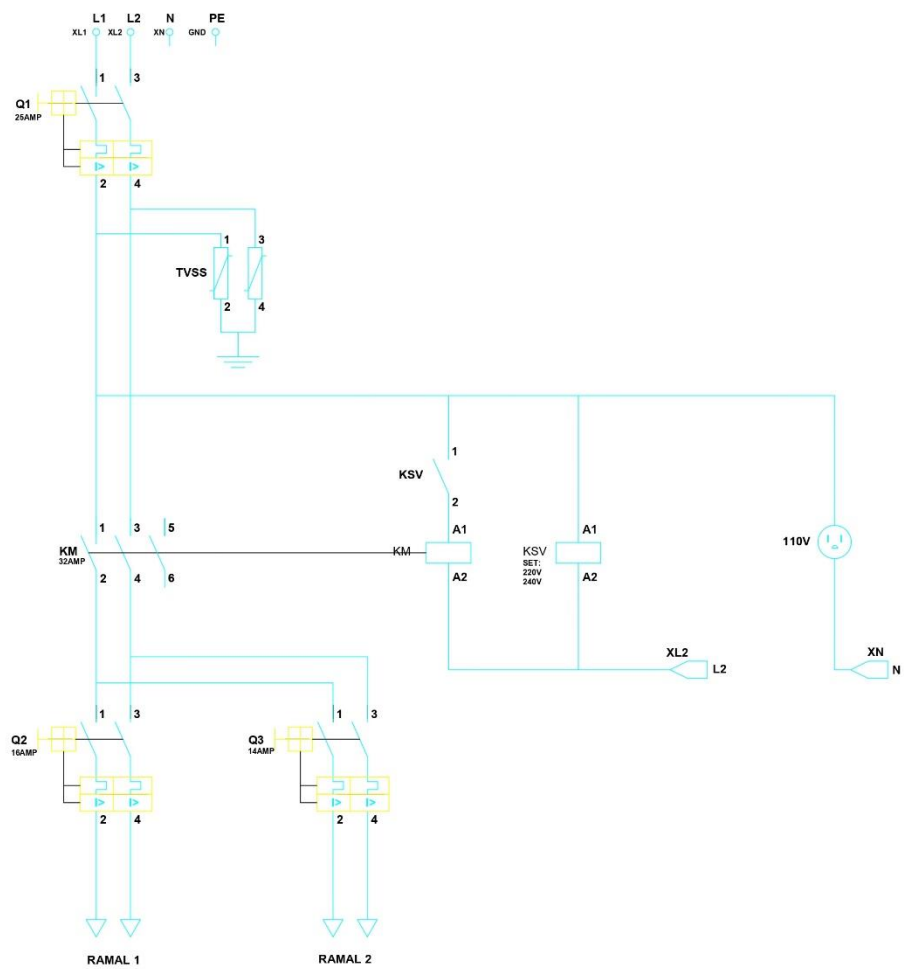 L1 L2 N PE
XL1 XL2 XN GND
1 3
Q1
25AMP
2 4
1 3
TVSS
2 4
1
KSV
2
1 3 5
A1 A1
KM
32AMP
KM
KSV
SET:
220V
240V
110V
2 4 6
A2 A2
XL2
L2
XN
N
1 3
Q2
16AMP
2 4
1 3
Q3
14AMP
2 4
RAMAL 1
RAMAL 2